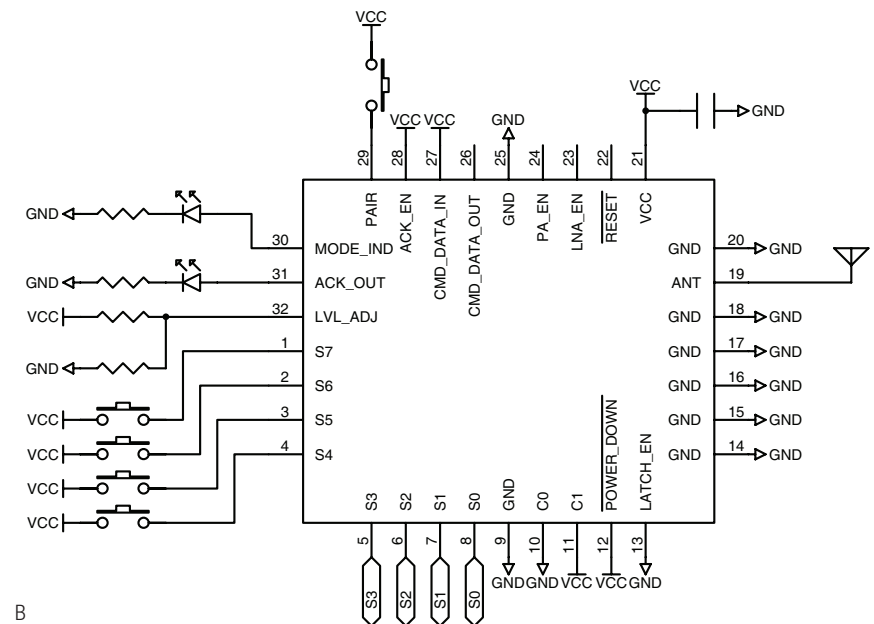 VCC
VCC
VCC
GND
VCC
GND
29
28
27
26
25
24
23
22
21
PAIR
ACK_EN
CMD_DATA_IN
CMD_DATA_OUT
GND
PA_EN
LNA_EN
RESET
VCC
GND
30
MODE_IND
GND
20
GND
GND
31
ACK_OUT
ANT
19
VCC
32
LVL_ADJ
GND
18
GND
GND
1
S7
GND
17
GND
2
S6
GND
16
GND
VCC
3
S5
GND
15
GND
VCC
4
S4
GND
14
GND
VCC
VCC
S3
S2
S1
S0
GND
C0
C1
POWER_DOWN
LATCH_EN
5
6
7
8
9
10
11
12
13
GND
GND
VCC
VCC
GND
S3
S2
S1
S0
B